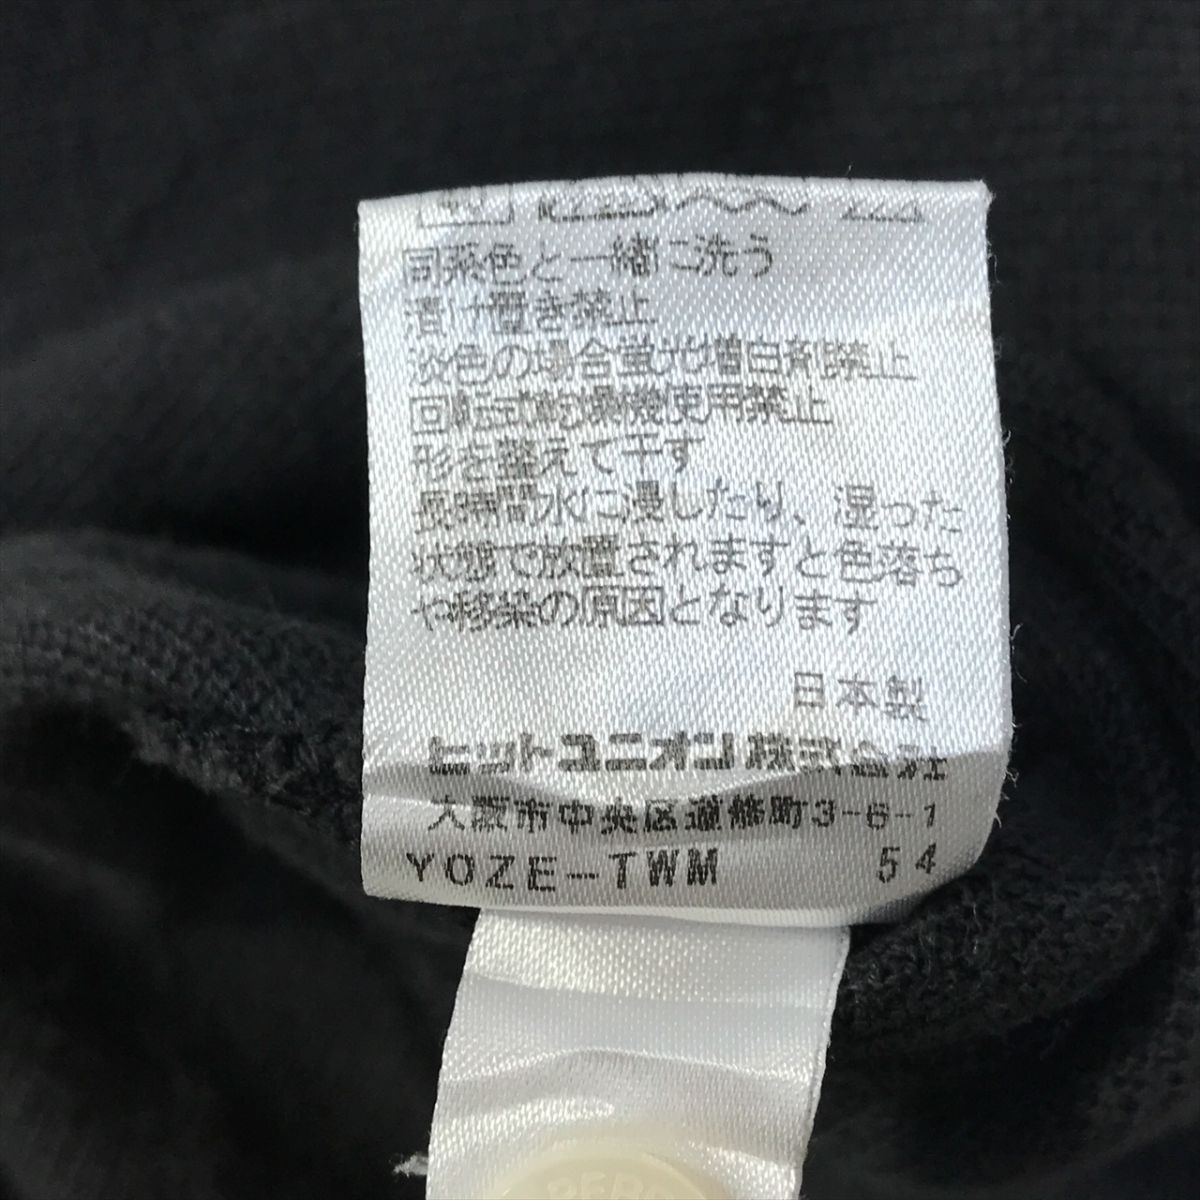 同系色と一緒に洗う
漬け置き禁止
淡色の場合蛍光増白剤禁止
回転式乾燥機使用禁止
形を整えて干す
長時間水に浸したり、湿った
状態で放置されますと色落ち
や移染の原因となります
日本製
ヒットユニオン株式会社
大阪市中央区道修町3-6-1
YOZE-TWM 54